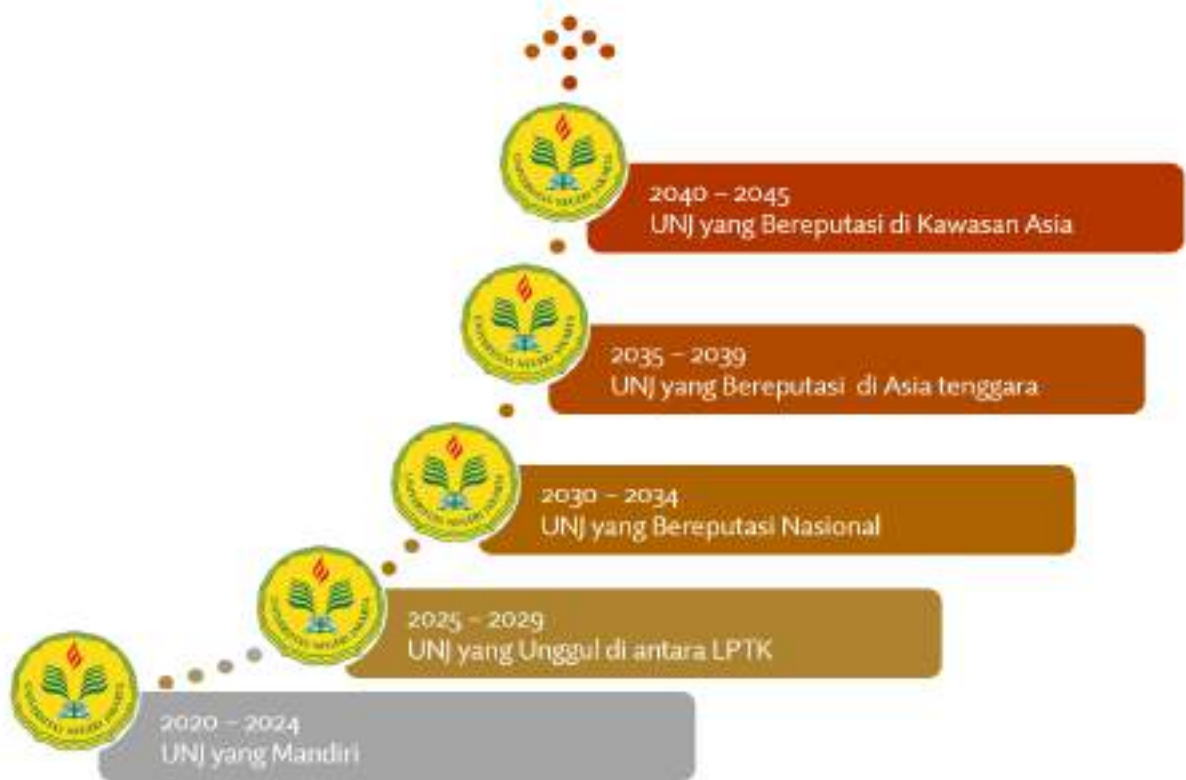 2040 – 2045
UNJ yang Bereputasi di Kawasan Asia
2035 – 2039
UNJ yang Bereputasi di Asia tenggara
2030 – 2034
UNJ yang Bereputasi Nasional
2025 – 2029
UNJ yang Unggul di antara LPTK
2020 – 2024
UNJ yang Mandiri